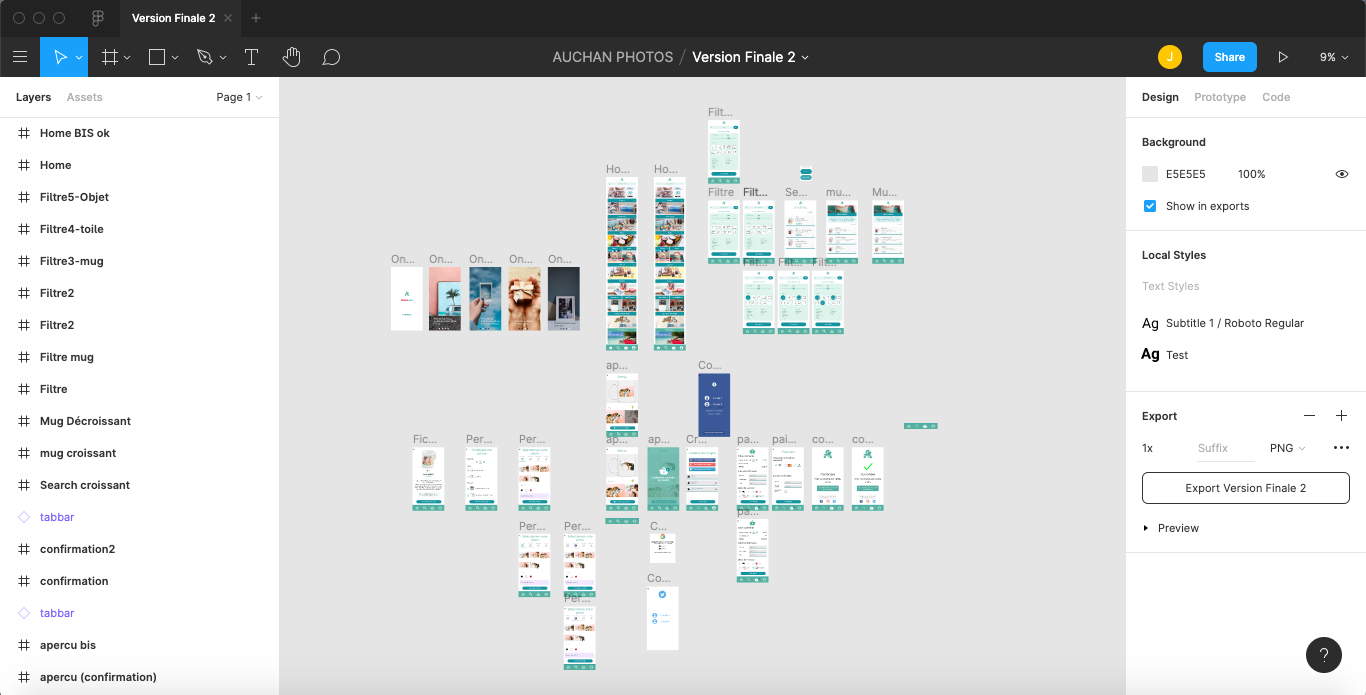 Version Finale 2
AUCHAN PHOTOS / Version Finale 2
J
Share
9%
Layers
Assets
Page 1
Home BIS ok
Home
Filtre5-Objet
Filtre4-toile
Filtre3-mug
Filtre2
Filtre2
Filtre mug
Filtre
Mug Décroissant
mug croissant
Search croissant
tabbar
confirmation2
confirmation
tabbar
apercu bis
apercu (confirmation)
Filt...
Ho...
Ho...
Filtre
Filt...
Se...
mu...
Mu...
On...
On...
On...
On...
On...
Filt...
Filt...
Filt...
ap...
Co...
Fic...
Per...
Per...
ap...
ap...
Cr...
pa...
pai...
co...
co...
Per...
Per...
C...
pa...
Co...
Per...
Design
Prototype
Code
Background
E5E5E5
100%
Show in exports
Local Styles
Text Styles
Ag Subtitle 1 / Roboto Regular
Ag Test
Export
1x
Suffix
PNG
Export Version Finale 2
Preview
?